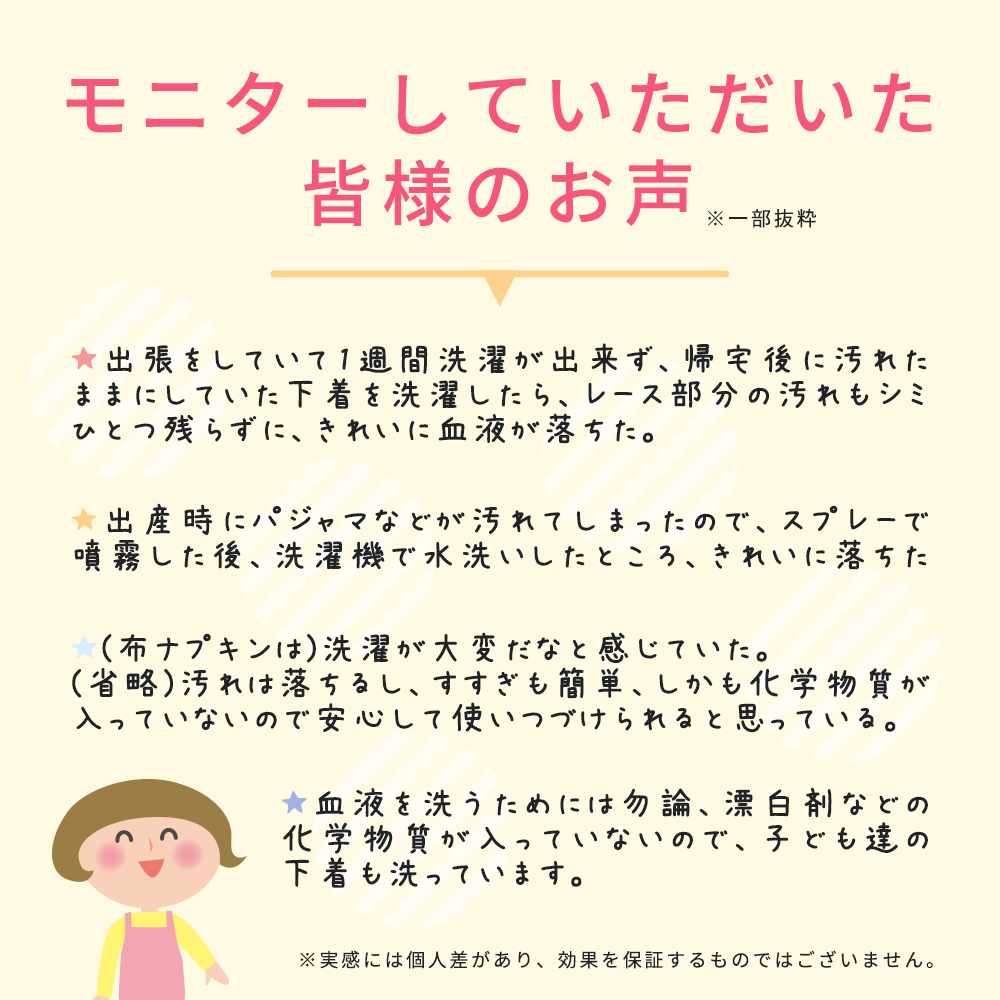 モニターしていただいた
皆様のお声 ※一部抜粋
★出張をしていて1週間洗濯が出来ず、帰宅後に汚れた
ままにしていた下着を洗濯したら、レース部分の汚れもシミ
ひとつ残らずに、きれいに血液が落ちた。
★出産時にパジャマなどが汚れてしまったので、スプレーで
噴霧した後、洗濯機で水洗いしたところ、きれいに落ちた
★(布ナプキンは)洗濯が大変だなと感じていた。
(省略)汚れは落ちるし、すすぎも簡単、しかも化学物質が
入っていないので安心して使いつづけられると思っている。
★血液を洗うためには勿論、漂白剤などの
化学物質が入っていないので、子ども達の
下着も洗っています。
※実感には個人差があり、効果を保証するものではございません。